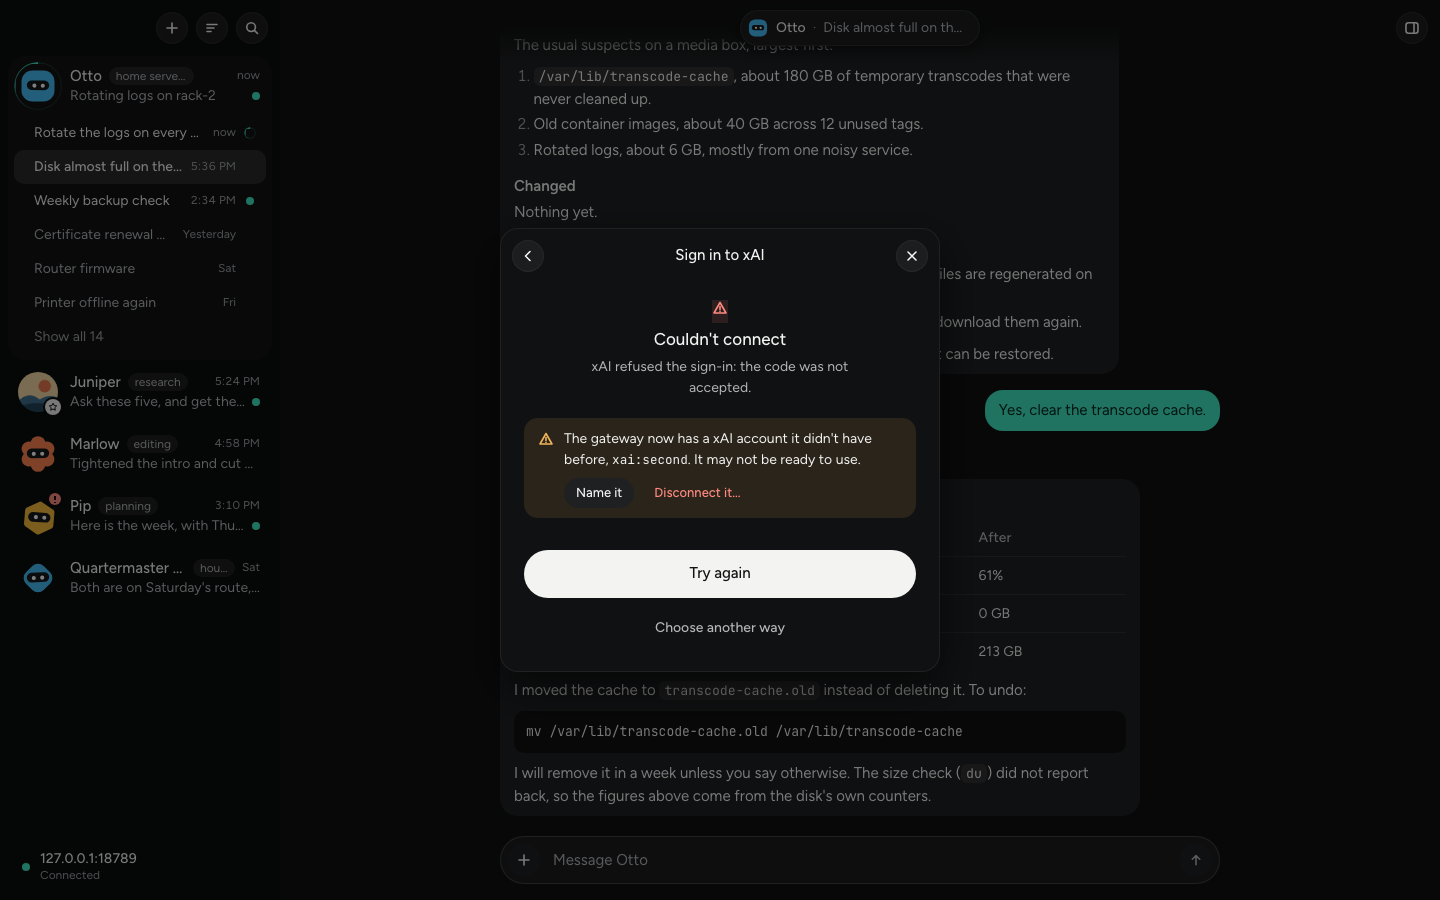 Otto · Disk almost full on th...
Otto home serve... now
Rotating logs on rack-2
Rotate the logs on every ... now
Disk almost full on the... 5:36 PM
Weekly backup check 2:34 PM
Certificate renewal ... Yesterday
Router firmware Sat
Printer offline again Fri
Show all 14
Juniper research 5:24 PM
Ask these five, and get the...
Marlow editing 4:58 PM
Tightened the intro and cut ...
Pip planning 3:10 PM
Here is the week, with Thu...
Quartermaster ... hou... Sat
Both are on Saturday's route,...
127.0.0.1:18789
Connected
The usual suspects on a media box, largest first:
1. /var/lib/transcode-cache, about 180 GB of temporary transcodes that were
never cleaned up.
2. Old container images, about 40 GB across 12 unused tags.
3. Rotated logs, about 6 GB, mostly from one noisy service.
Changed
Nothing yet.
iles are regenerated on
download them again.
can be restored.
Yes, clear the transcode cache.
Sign in to xAI
Couldn't connect
xAI refused the sign-in: the code was not
accepted.
The gateway now has a xAI account it didn't have
before, xai:second. It may not be ready to use.
Name it Disconnect it...
Try again
Choose another way
After
61%
0 GB
213 GB
I moved the cache to transcode-cache.old instead of deleting it. To undo:
mv /var/lib/transcode-cache.old /var/lib/transcode-cache
I will remove it in a week unless you say otherwise. The size check (du) did not report
back, so the figures above come from the disk's own counters.
Message Otto